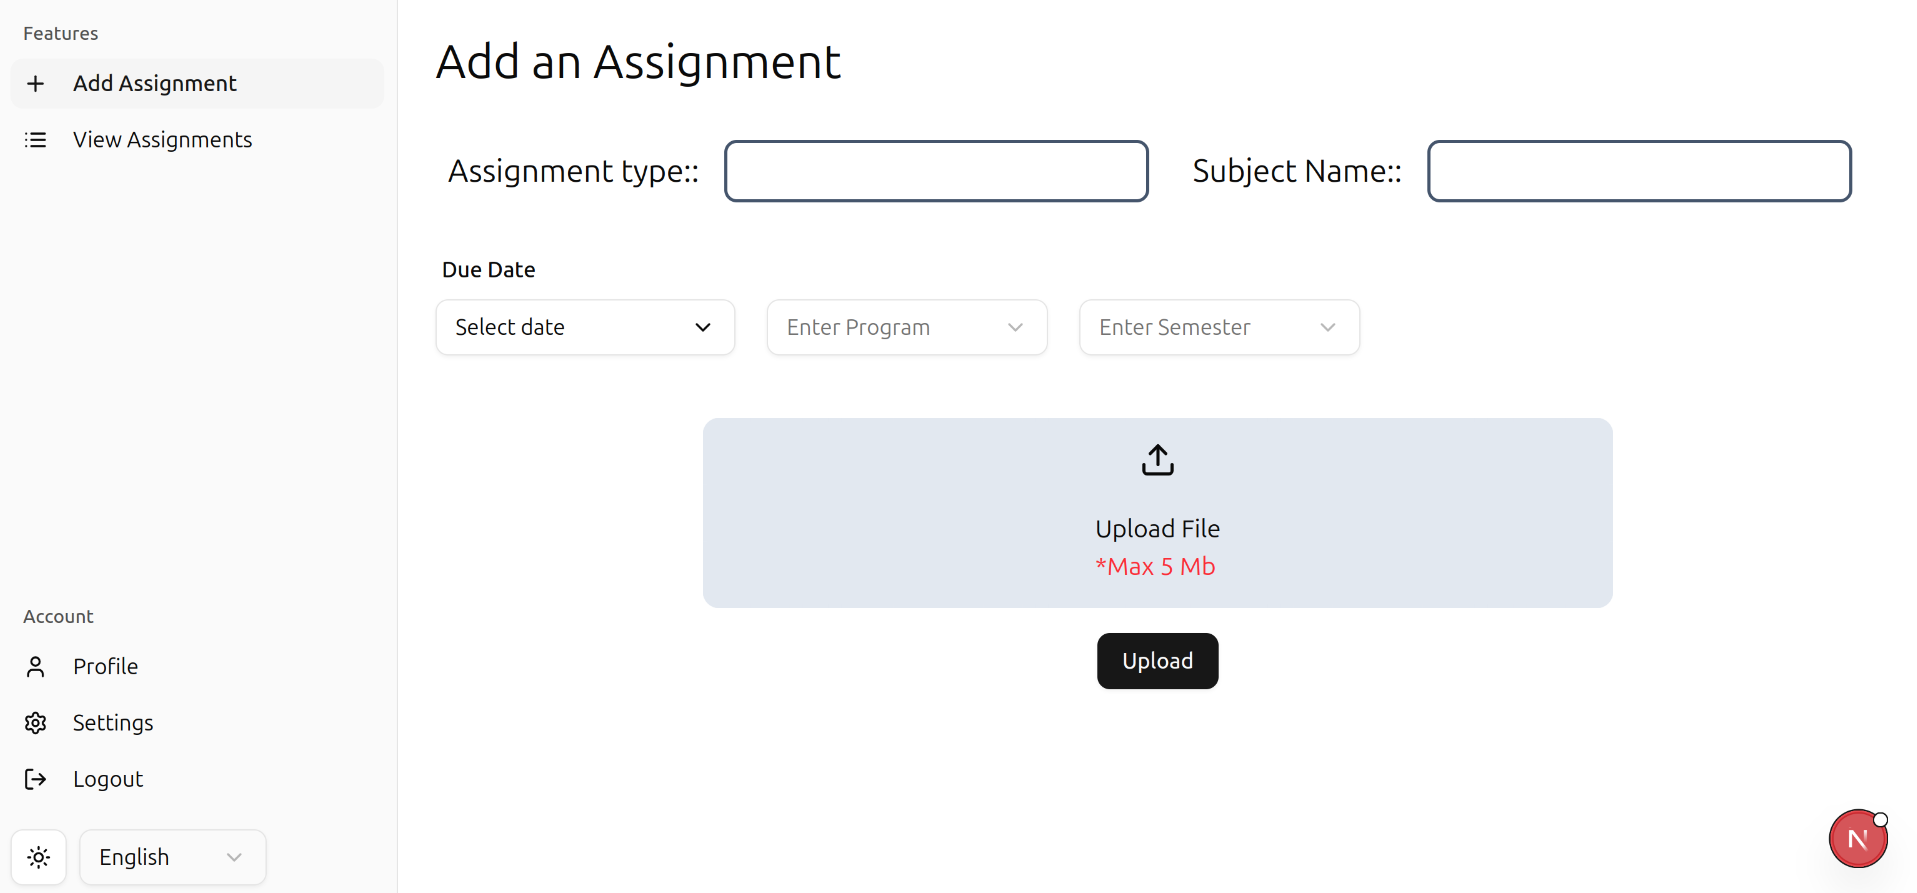 Features
Add Assignment
View Assignments
Account
Profile
Settings
Logout
English
Add an Assignment
Assignment type::
Subject Name::
Due Date
Select date
Enter Program
Enter Semester
Upload File
*Max 5 Mb
Upload
N